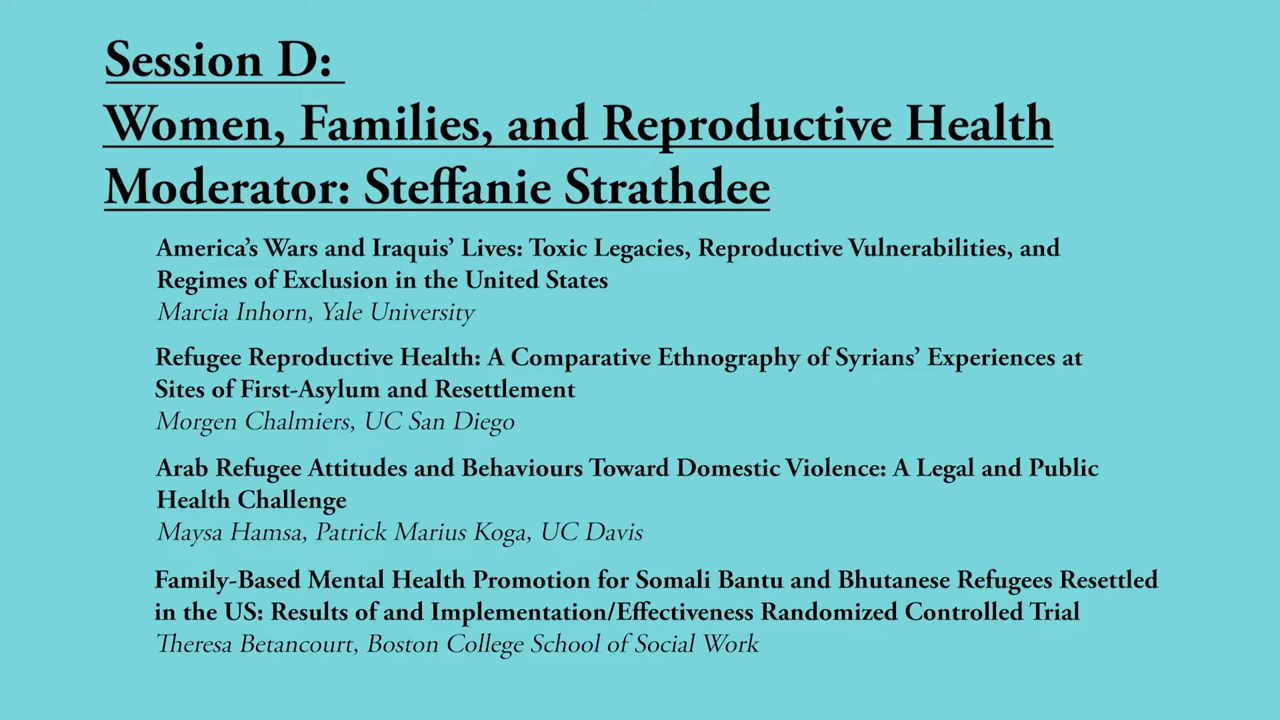 Session D:
Women, Families, and Reproductive Health
Moderator: Steffanie Strathdee
America’s Wars and Iraquis’ Lives: Toxic Legacies, Reproductive Vulnerabilities, and
Regimes of Exclusion in the United States
Marcia Inhorn, Yale University
Refugee Reproductive Health: A Comparative Ethnography of Syrians’ Experiences at
Sites of First-Asylum and Resettlement
Morgen Chalmiers, UC San Diego
Arab Refugee Attitudes and Behaviours Toward Domestic Violence: A Legal and Public
Health Challenge
Maysa Hamsa, Patrick Marius Koga, UC Davis
Family-Based Mental Health Promotion for Somali Bantu and Bhutanese Refugees Resettled
in the US: Results of and Implementation/Effectiveness Randomized Controlled Trial
Theresa Betancourt, Boston College School of Social Work